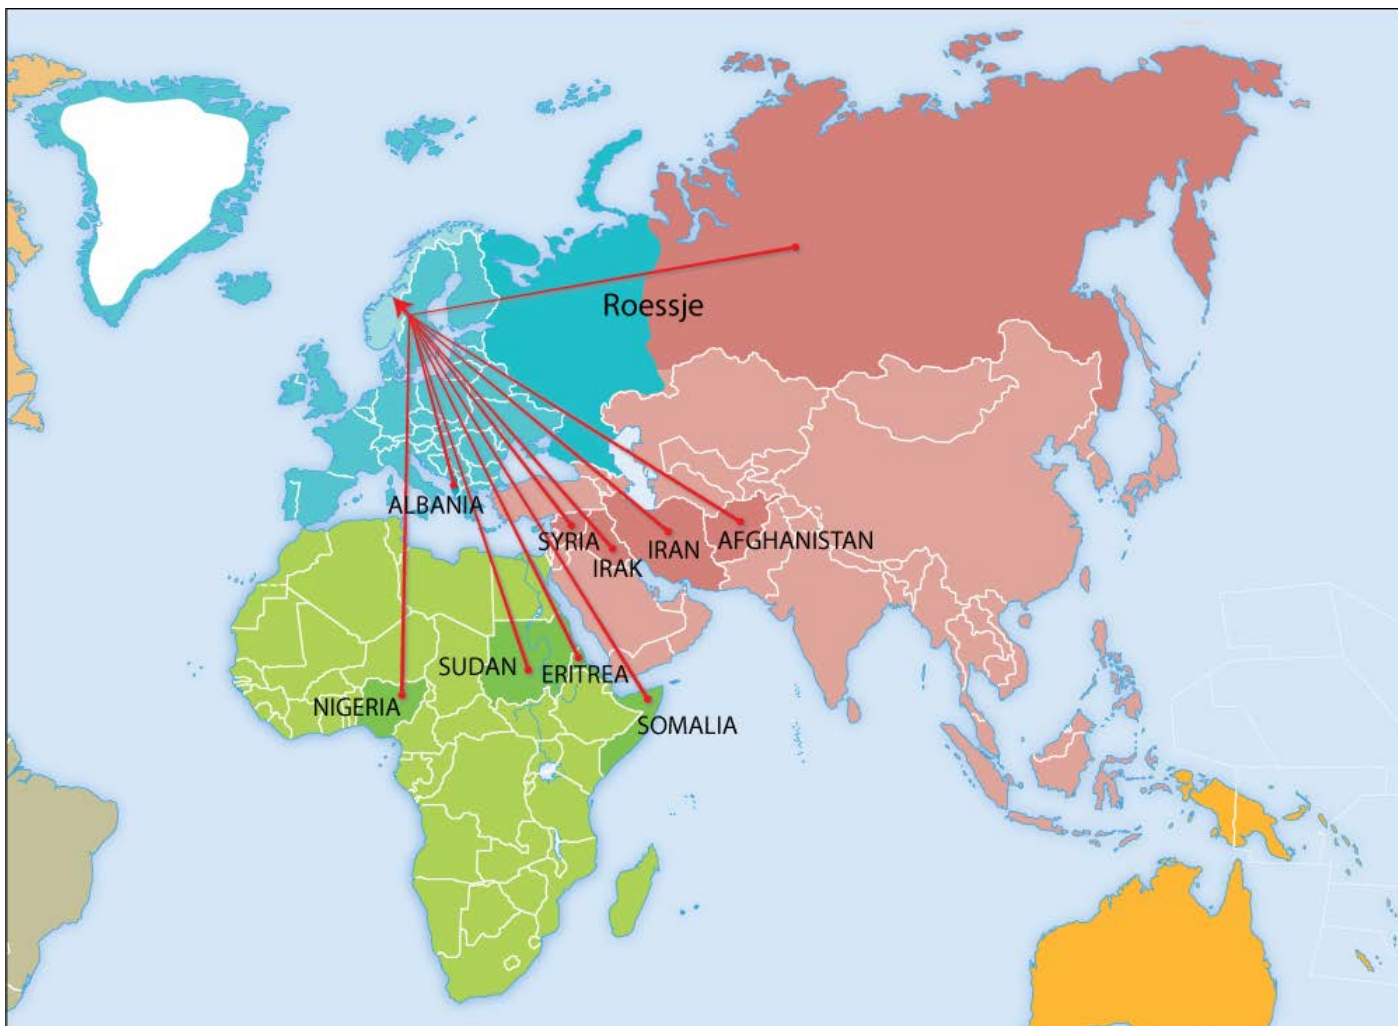 Roessje
ALBANIA
SYRIA
IRAK
IRAN
AFGHANISTAN
SUDAN
ERITREA
NIGERIA
SOMALIA